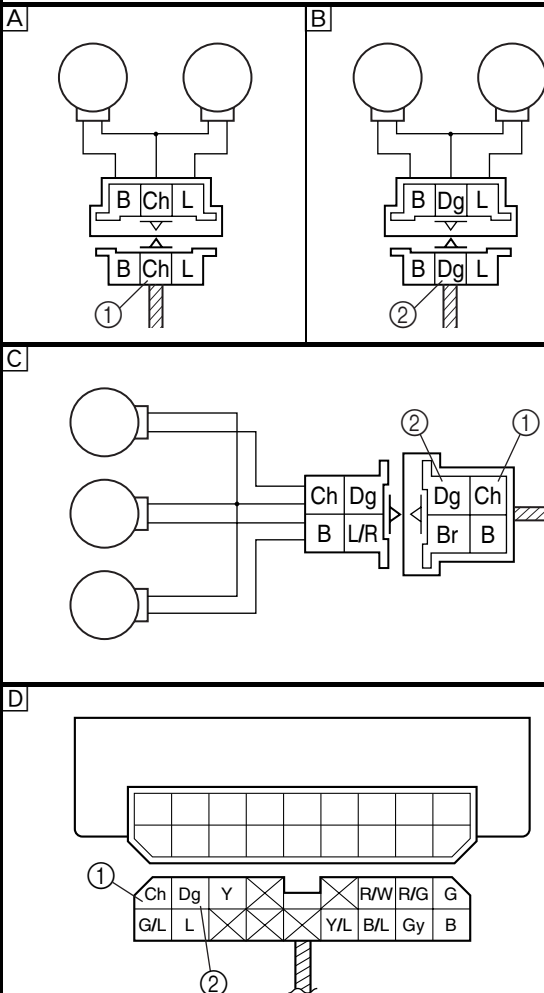 A
B Ch L
B Ch L
①
B
B Dg L
B Dg L
②
C
② ①
Ch Dg
B L/R
Dg Ch
Br B
D
①
Ch Dg Y R/W R/G G
G/L L Y/L B/L Gy B
②